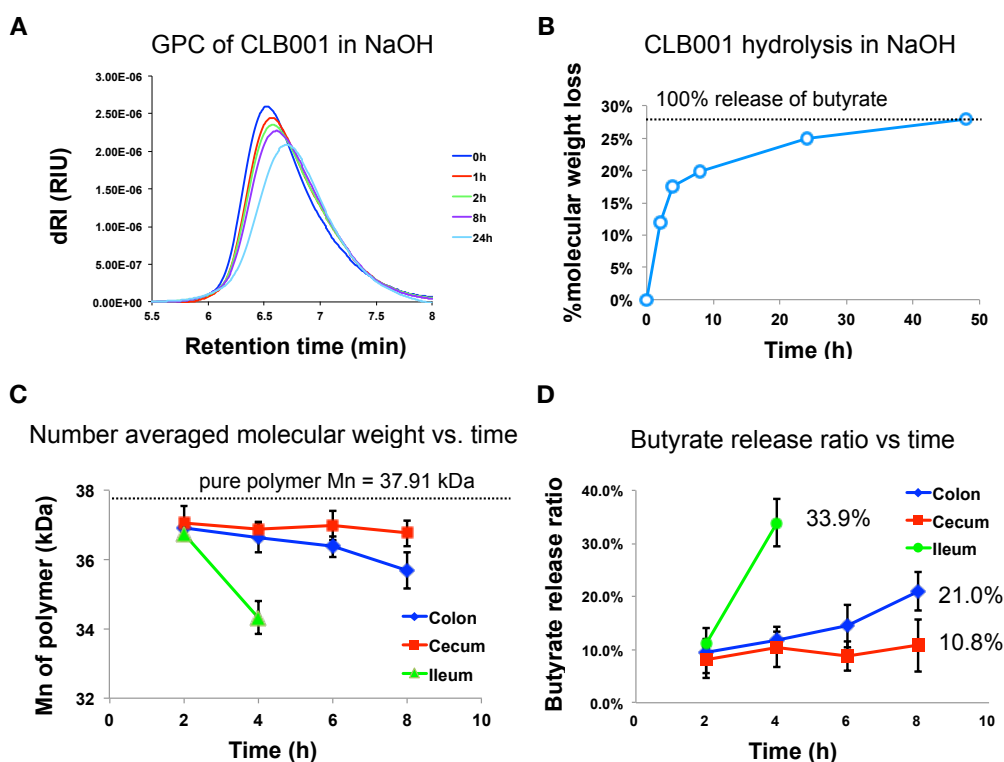 A
GPC of CLB001 in NaOH
3.00E-06
2.50E-06
2.00E-06
1.50E-06
1.00E-06
5.00E-07
0.00E+00
dRI (RIU)
5.5
6
6.5
7
7.5
8
Retention time (min)
0h
1h
2h
8h
24h
B
CLB001 hydrolysis in NaOH
100% release of butyrate
30%
25%
20%
15%
10%
5%
0%
%molecular weight loss
0
10
20
30
40
50
Time (h)
C
Number averaged molecular weight vs. time
pure polymer Mn = 37.91 kDa
38
36
34
32
Mn of polymer (kDa)
0
2
4
6
8
10
Time (h)
Colon
Cecum
Ileum
D
Butyrate release ratio vs time
40.0%
30.0%
20.0%
10.0%
0.0%
Butyrate release ratio
0
2
4
6
8
10
Time (h)
Colon
Cecum
Ileum
33.9%
21.0%
10.8%